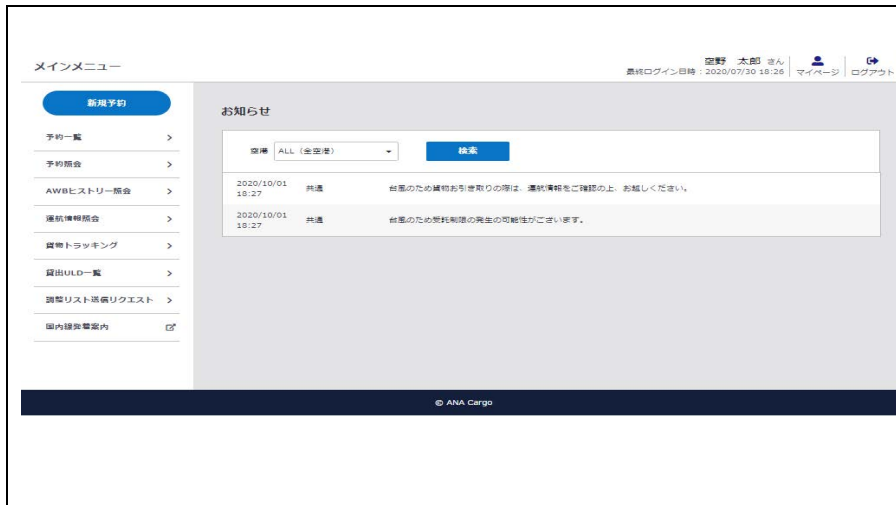 メインメニュー
空野　太郎 さん
最終ログイン日時：2020/07/30 18:26
マイページ
ログアウト
新規予約
予約一覧
予約照会
AWBヒストリー照会
運航情報照会
貨物トラッキング
貸出ULD一覧
調整リスト送信リクエスト
国内線発着案内
お知らせ
空港 ALL（全空港） 検索
2020/10/01
18:27
共通
台風のため貨物お引き取りの際は、運航情報をご確認の上、お越しください。
2020/10/01
18:27
共通
台風のため受託制限の発生の可能性がございます。
© ANA Cargo